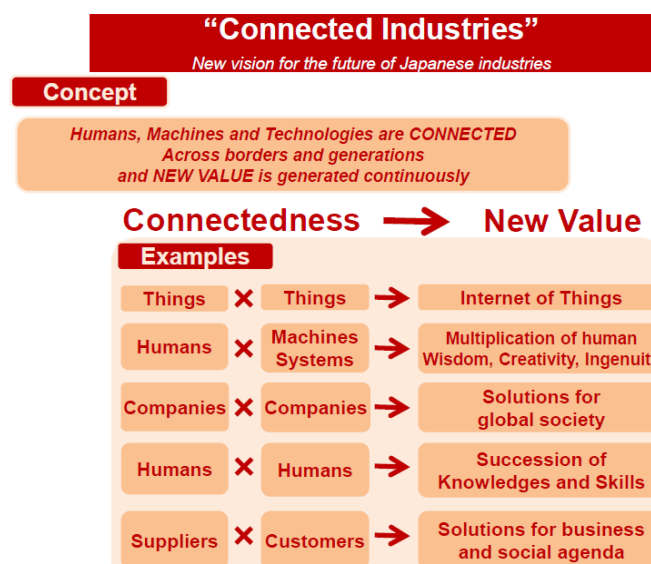 “Connected Industries”
New vision for the future of Japanese industries
Concept
Humans, Machines and Technologies are CONNECTED
Across borders and generations
and NEW VALUE is generated continuously
Connectedness → New Value
Examples
Things × Things → Internet of Things
Humans × Machines Systems → Multiplication of human
Wisdom, Creativity, Ingenuit
Companies × Companies → Solutions for
global society
Humans × Humans → Succession of
Knowledges and Skills
Suppliers × Customers → Solutions for business
and social agenda